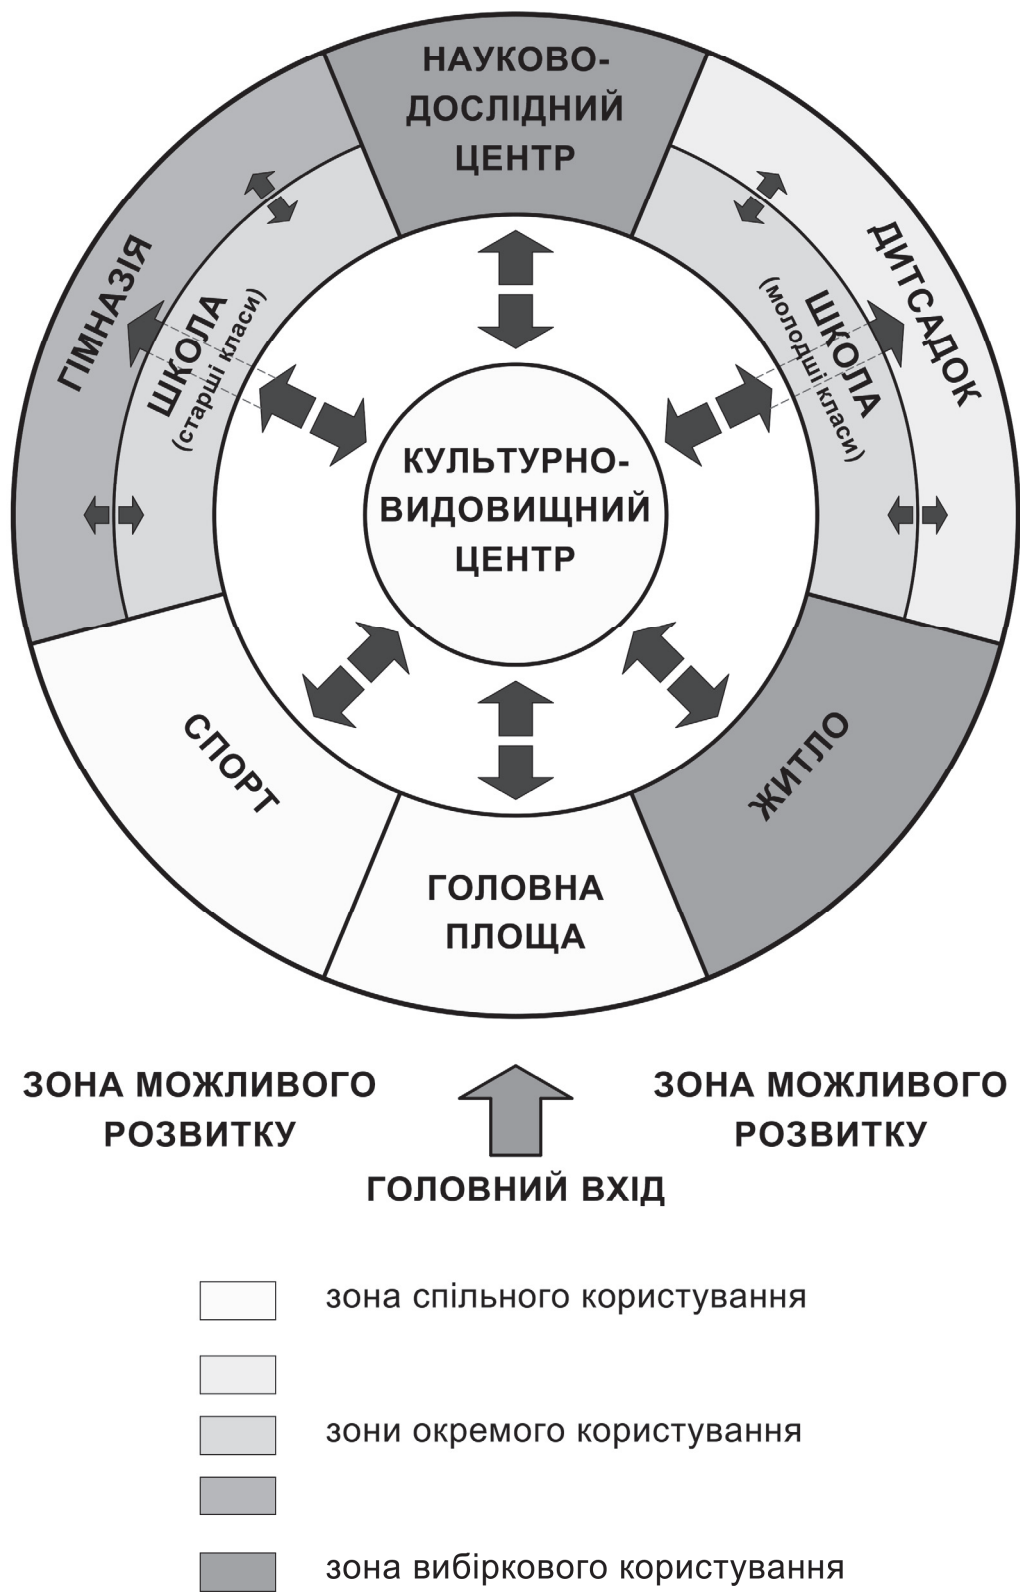 НАУКОВО-
ДОСЛІДНИЙ
ЦЕНТР
ГІМНАЗІЯ
ШКОЛА
(старші класи)
ШКОЛА
(молодші класи)
ДИТСАДОК
КУЛЬТУРНО-
ВИДОВИЩНИЙ
ЦЕНТР
СПОРТ
ЖИТЛО
ГОЛОВНА
ПЛОЩА
ЗОНА МОЖЛИВОГО
РОЗВИТКУ
ЗОНА МОЖЛИВОГО
РОЗВИТКУ
ГОЛОВНИЙ ВХІД
зона спільного користування
зони окремого користування
зона вибіркового користування